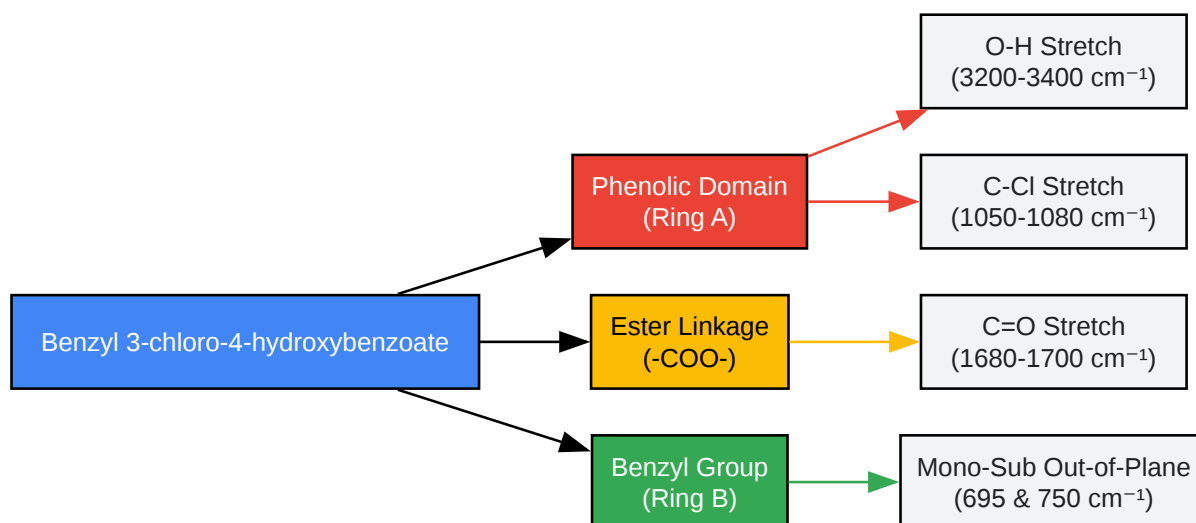 O-H Stretch
(3200-3400 cm⁻¹)
Phenolic Domain
(Ring A)
C-Cl Stretch
(1050-1080 cm⁻¹)
Benzyl 3-chloro-4-hydroxybenzoate
Ester Linkage
(-COO-)
C=O Stretch
(1680-1700 cm⁻¹)
Benzyl Group
(Ring B)
Mono-Sub Out-of-Plane
(695 & 750 cm⁻¹)